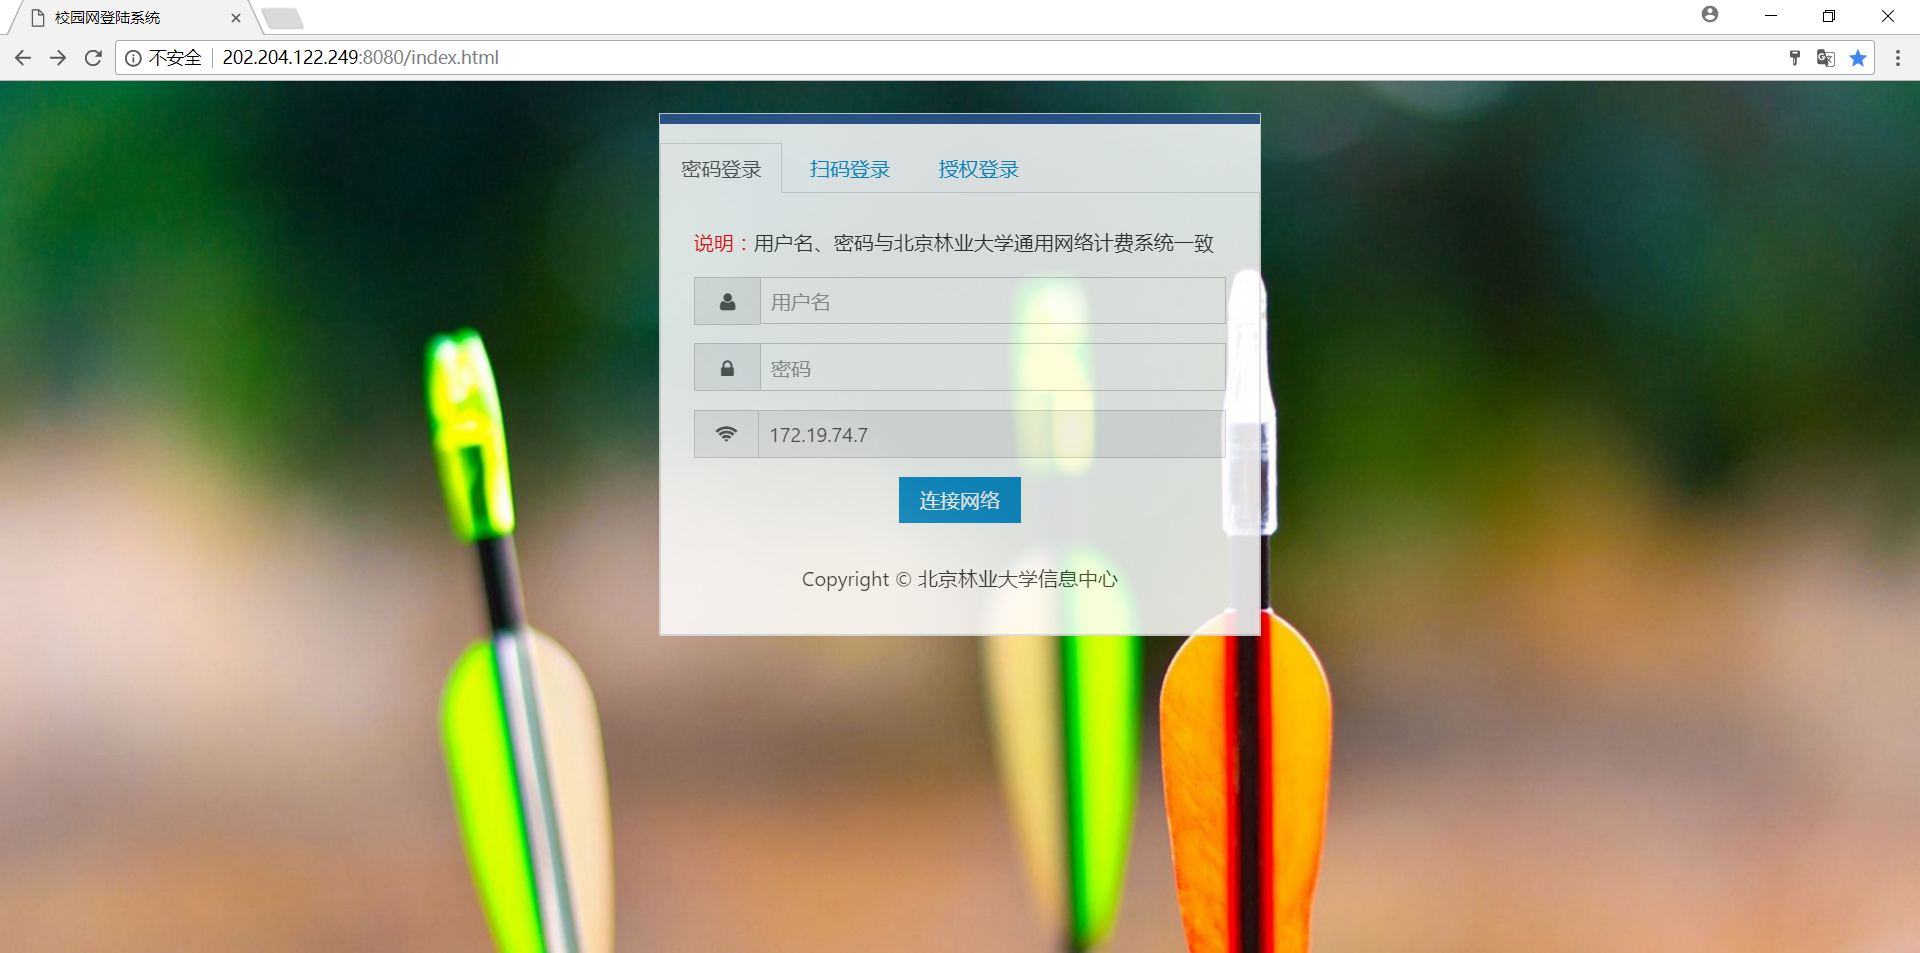 校园网登陆系统
不安全 202.204.122.249:8080/index.html
密码登录 扫码登录 授权登录
说明：用户名、密码与北京林业大学通用网络计费系统一致
用户名
密码
172.19.74.7
连接网络
Copyright © 北京林业大学信息中心